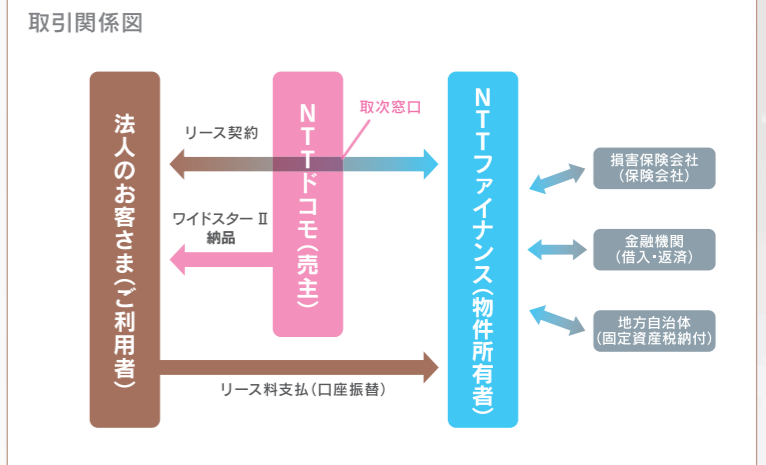 取引関係図
法人のお客さま(ご利用者)
NTTドコモ(売主)
NTTファイナンス(物件所有者)
取次窓口
リース契約
ワイドスター II
納品
リース料支払(口座振替)
損害保険会社
(保険会社)
金融機関
(借入・返済)
地方自治体
(固定資産税納付)